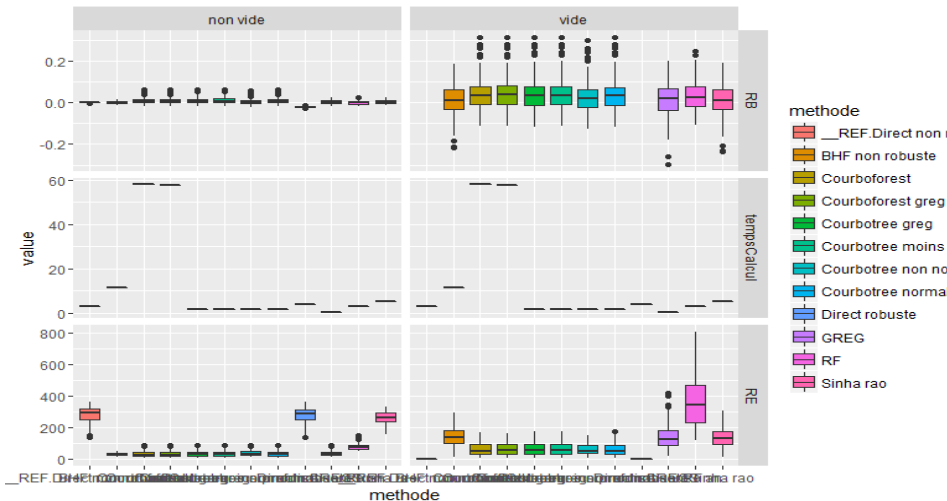 non vide
vide
0.2
0.0
-0.2
RB
60
40
20
0
tempsCalcul
800
600
400
200
0
RE
value
methode
methode
__REF.Direct non r
BHF non robuste
Courboforest
Courboforest greg
Courbotree greg
Courbotree moins
Courbotree non no
Courbotree normal
Direct robuste
GREG
RF
Sinha rao